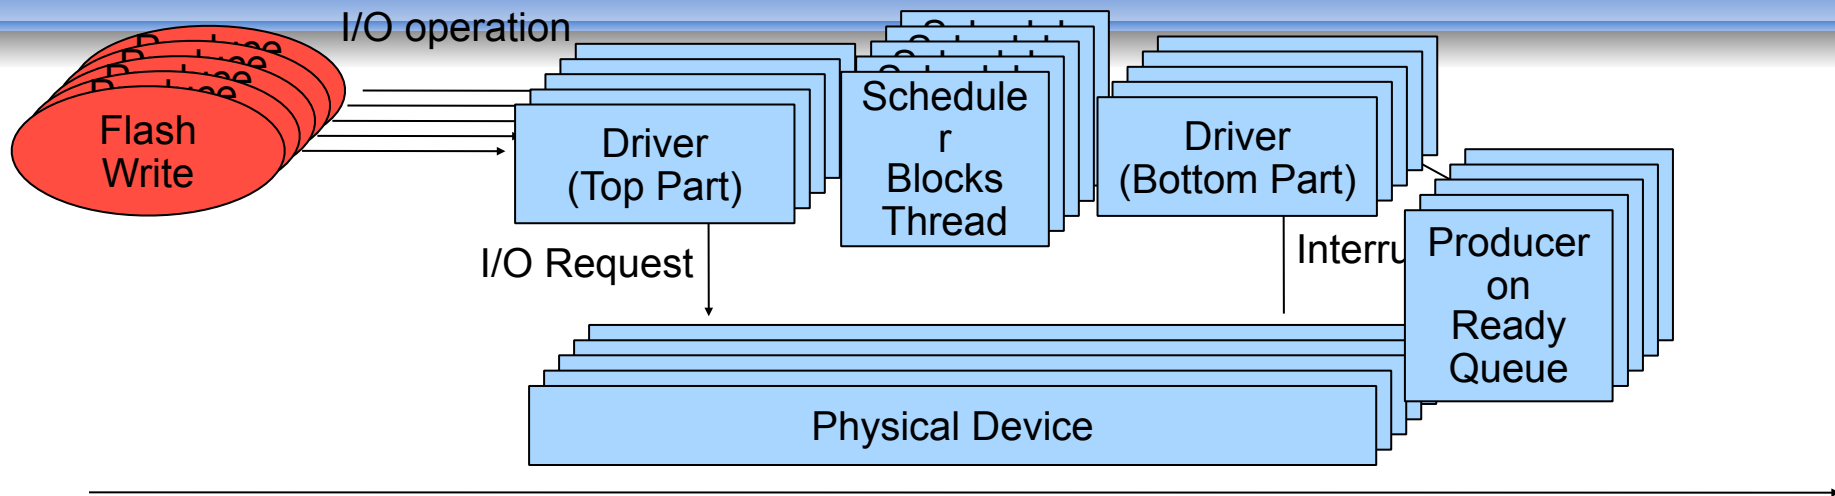 I/O operation
Flash
Write
Driver
(Top Part)
Schedule
r
Blocks
Thread
Driver
(Bottom Part)
I/O Request
Producer
on
Ready
Queue
Physical Device